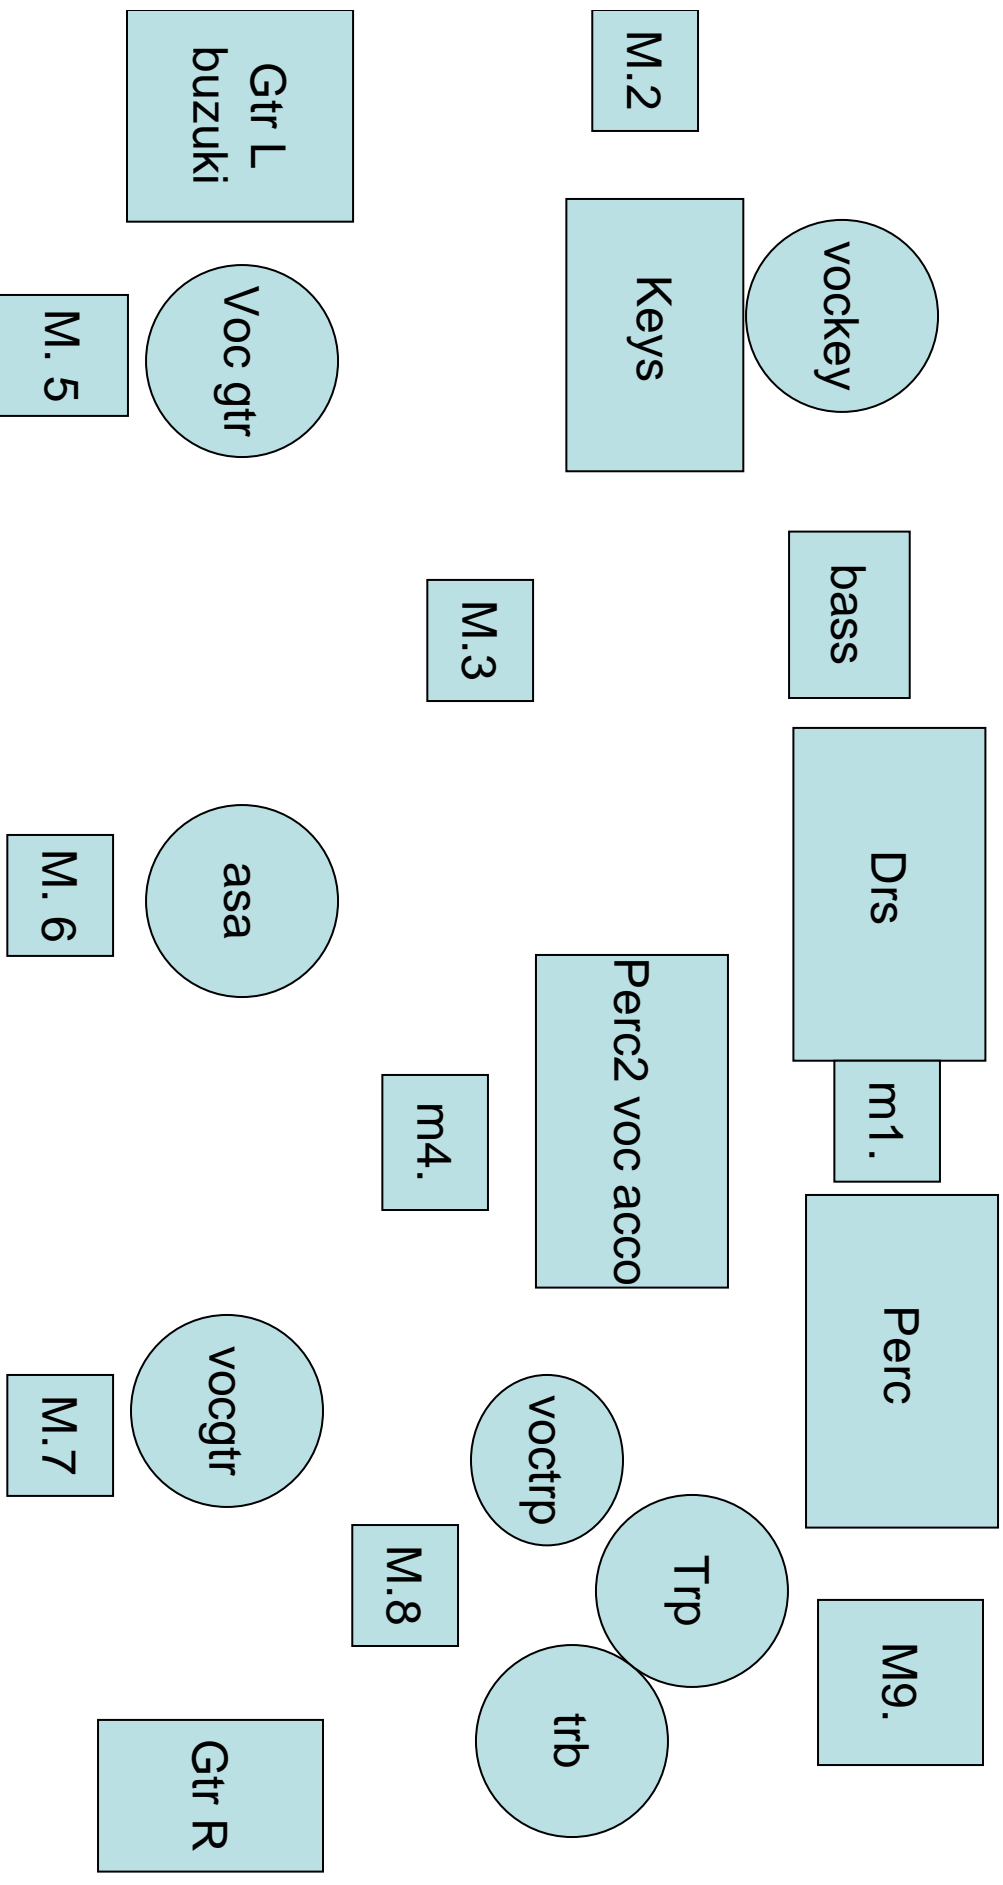 vockey
bass
Drs
m1.
Perc
M9.
M.2
Keys
Perc2 voc acco
Trp
voctrp
trb
M.3
m4.
M.8
Gtr L
buzuki
Voc gtr
asa
vocgtr
Gtr R
M. 5
M. 6
M.7